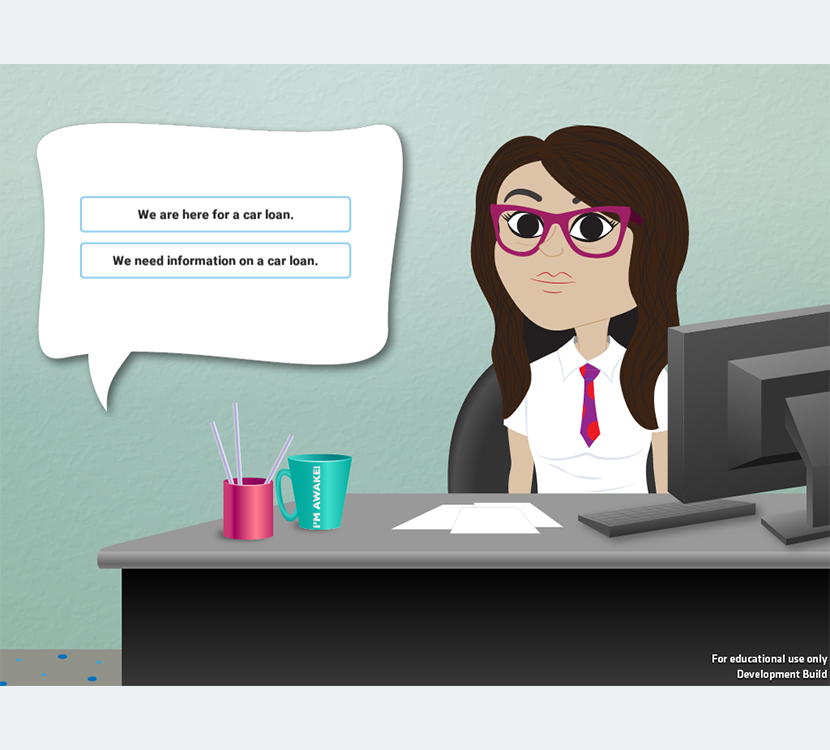 We are here for a car loan.
We need information on a car loan.
I'M AWAKE!
For educational use only
Development Build